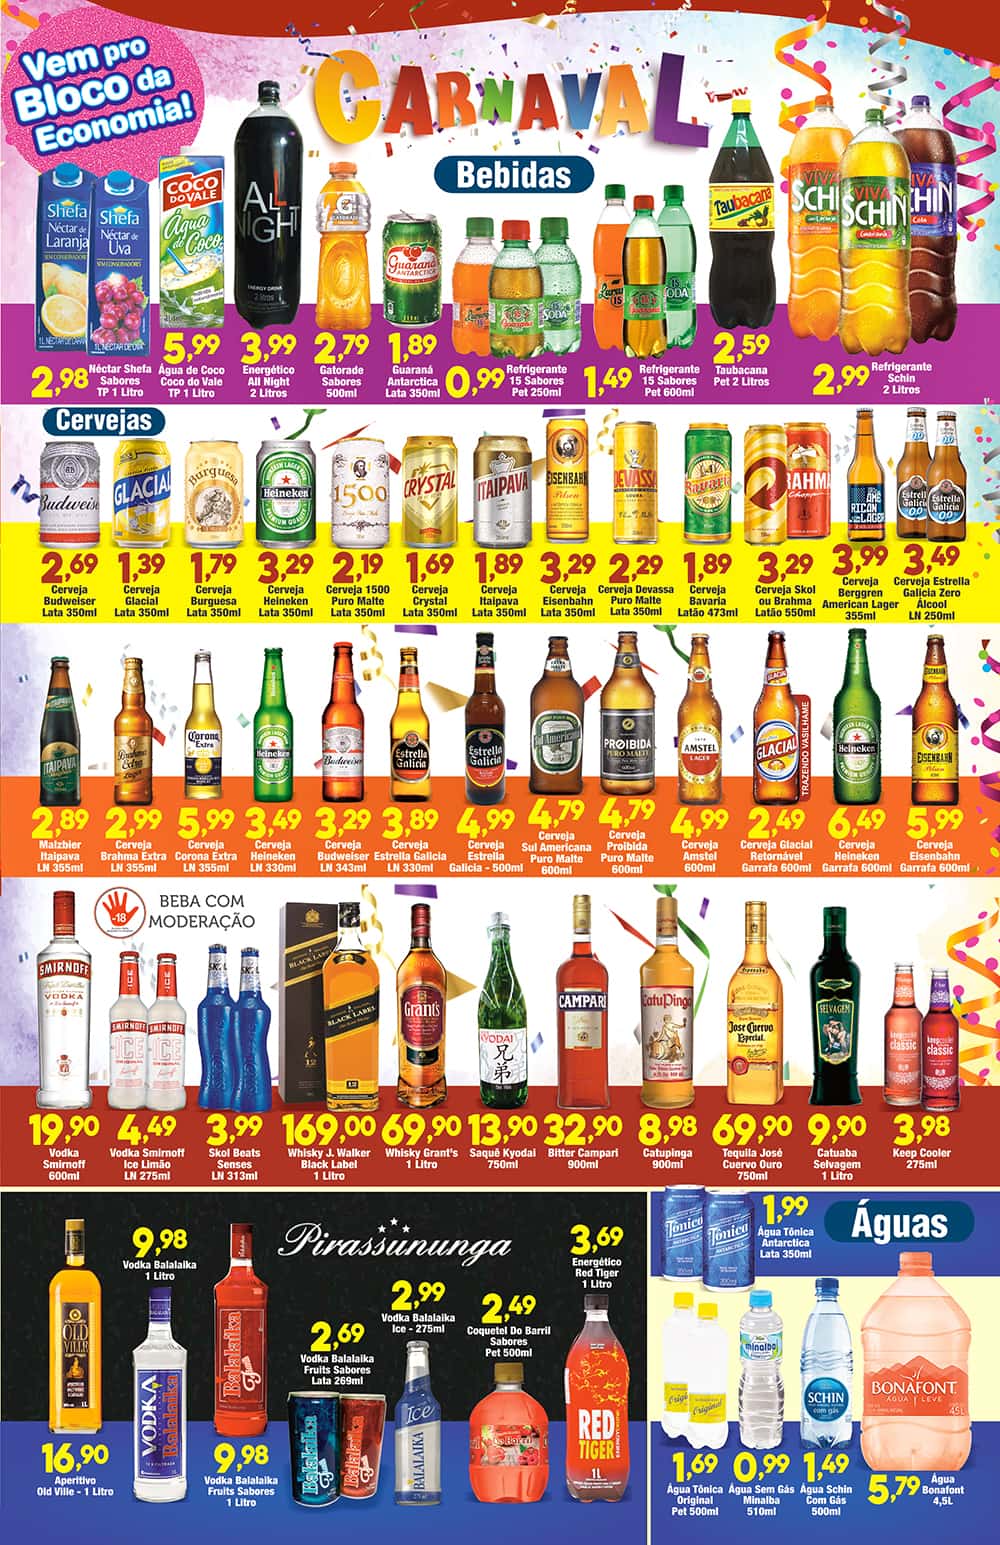 Vem pro
Bloco da
Economia!
CARNAVAL
Bebidas
2,98
Néctar Shefa
Sabores
TP 1 Litro
5,99
Água de Coco
Coco do Vale
TP 1 Litro
3,99
Energético
All Night
2 Litros
2,79
Gatorade
Sabores
500ml
1,89
Guaraná
Antarctica
Lata 350ml
0,99
Refrigerante
15 Sabores
Pet 250ml
1,49
Refrigerante
15 Sabores
Pet 600ml
2,59
Taubacana
Pet 2 Litros
2,99
Refrigerante
Schin
2 Litros
Cervejas
2,69
Cerveja
Budweiser
Lata 350ml
1,39
Cerveja
Glacial
Lata 350ml
1,79
Cerveja
Burguesa
Lata 350ml
3,29
Cerveja
Heineken
Lata 350ml
2,19
Cerveja 1500
Puro Malte
Lata 350ml
1,69
Cerveja
Crystal
Lata 350ml
1,89
Cerveja
Itaipava
Lata 350ml
3,29
Cerveja
Eisenbahn
Lata 350ml
2,29
Cerveja Devassa
Puro Malte
Lata 350ml
1,89
Cerveja
Bavaria
Latão 473ml
3,29
Cerveja Skol
ou Brahma
Latão 550ml
3,99
Cerveja
Berggren
American Lager
355ml
3,49
Cerveja Estrella
Galicia Zero
Álcool
LN 250ml
TRAZENDO VASILHAME
2,89
Malzbier
Itaipava
LN 355ml
2,99
Cerveja
Brahma Extra
LN 355ml
5,99
Cerveja
Corona Extra
LN 355ml
3,49
Cerveja
Heineken
LN 330ml
3,29
Cerveja
Budweiser
LN 343ml
3,89
Cerveja
Estrella Galicia
LN 330ml
4,99
Cerveja
Estrella
Galicia - 500ml
4,79
Cerveja
Sul Americana
Puro Malte
600ml
4,79
Cerveja
Proibida
Puro Malte
600ml
4,99
Cerveja
Amstel
600ml
2,49
Cerveja Glacial
Retornável
Garrafa 600ml
6,49
Cerveja
Heineken
Garrafa 600ml
5,99
Cerveja
Eisenbahn
Garrafa 600ml
-18
BEBA COM
MODERAÇÃO
19,90
Vodka
Smirnoff
600ml
4,49
Vodka Smirnoff
Ice Limão
LN 275ml
3,99
Skol Beats
Senses
LN 313ml
169,00
Whisky J. Walker
Black Label
1 Litro
69,90
Whisky Grant's
1 Litro
13,90
Saquê Kyodai
750ml
32,90
Bitter Campari
900ml
8,98
Catupinga
900ml
69,90
Tequila José
Cuervo Ouro
750ml
9,90
Catuaba
Selvagem
1 Litro
3,98
Keep Cooler
275ml
Pirassununga
9,98
Vodka Balalaika
1 Litro
16,90
Aperitivo
Old Ville - 1 Litro
9,98
Vodka Balalaika
Fruits Sabores
1 Litro
2,69
Vodka Balalaika
Fruits Sabores
Lata 269ml
2,99
Vodka Balalaika
Ice - 275ml
2,49
Coquetel Do Barril
Sabores
Pet 500ml
3,69
Energético
Red Tiger
1 Litro
Águas
1,99
Água Tônica
Antarctica
Lata 350ml
1,69
Água Tônica
Original
Pet 500ml
0,99
Água Sem Gás
Minalba
510ml
1,49
Água Schin
Com Gás
500ml
5,79
Água
Bonafont
4,5L